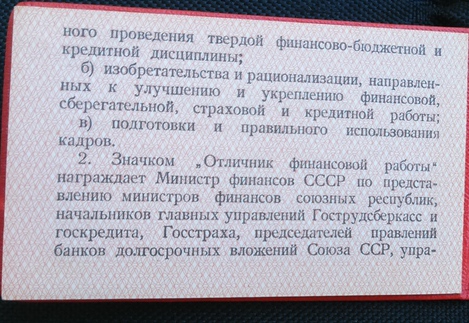 ного проведения твердой финансово-бюджетной и
кредитной дисциплины;
б) изобретательства и рационализации, направлен-
ных к улучшению и укреплению финансовой,
сберегательной, страховой и кредитной работы;
в) подготовки и правильного использования
кадров.
2. Значком „Отличник финансовой работы“
награждает Министр финансов СССР по предста-
влению министров финансов союзных республик,
начальников главных управлений Гострудсберкасс и
госкредита, Госстраха, председателей правлений
банков долгосрочных вложений Союза ССР, упра-